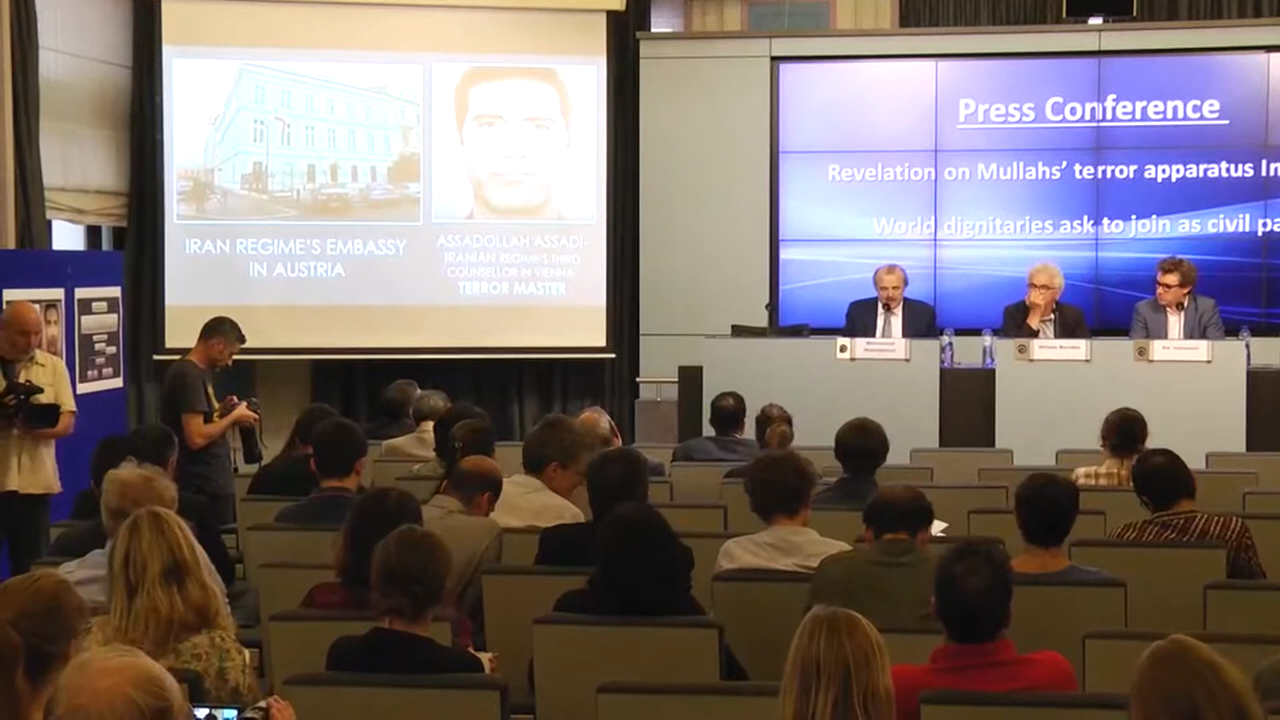 IRAN REGIME'S EMBASSY
IN AUSTRIA
ASSADOLLAH ASSADI-
IRANIAN REGIME'S THIRD
COUNSELLOR IN VIENNA
TERROR MASTER
Press Conference
Revelation on Mullahs' terror apparatus In
World dignitaries ask to join as civil pa